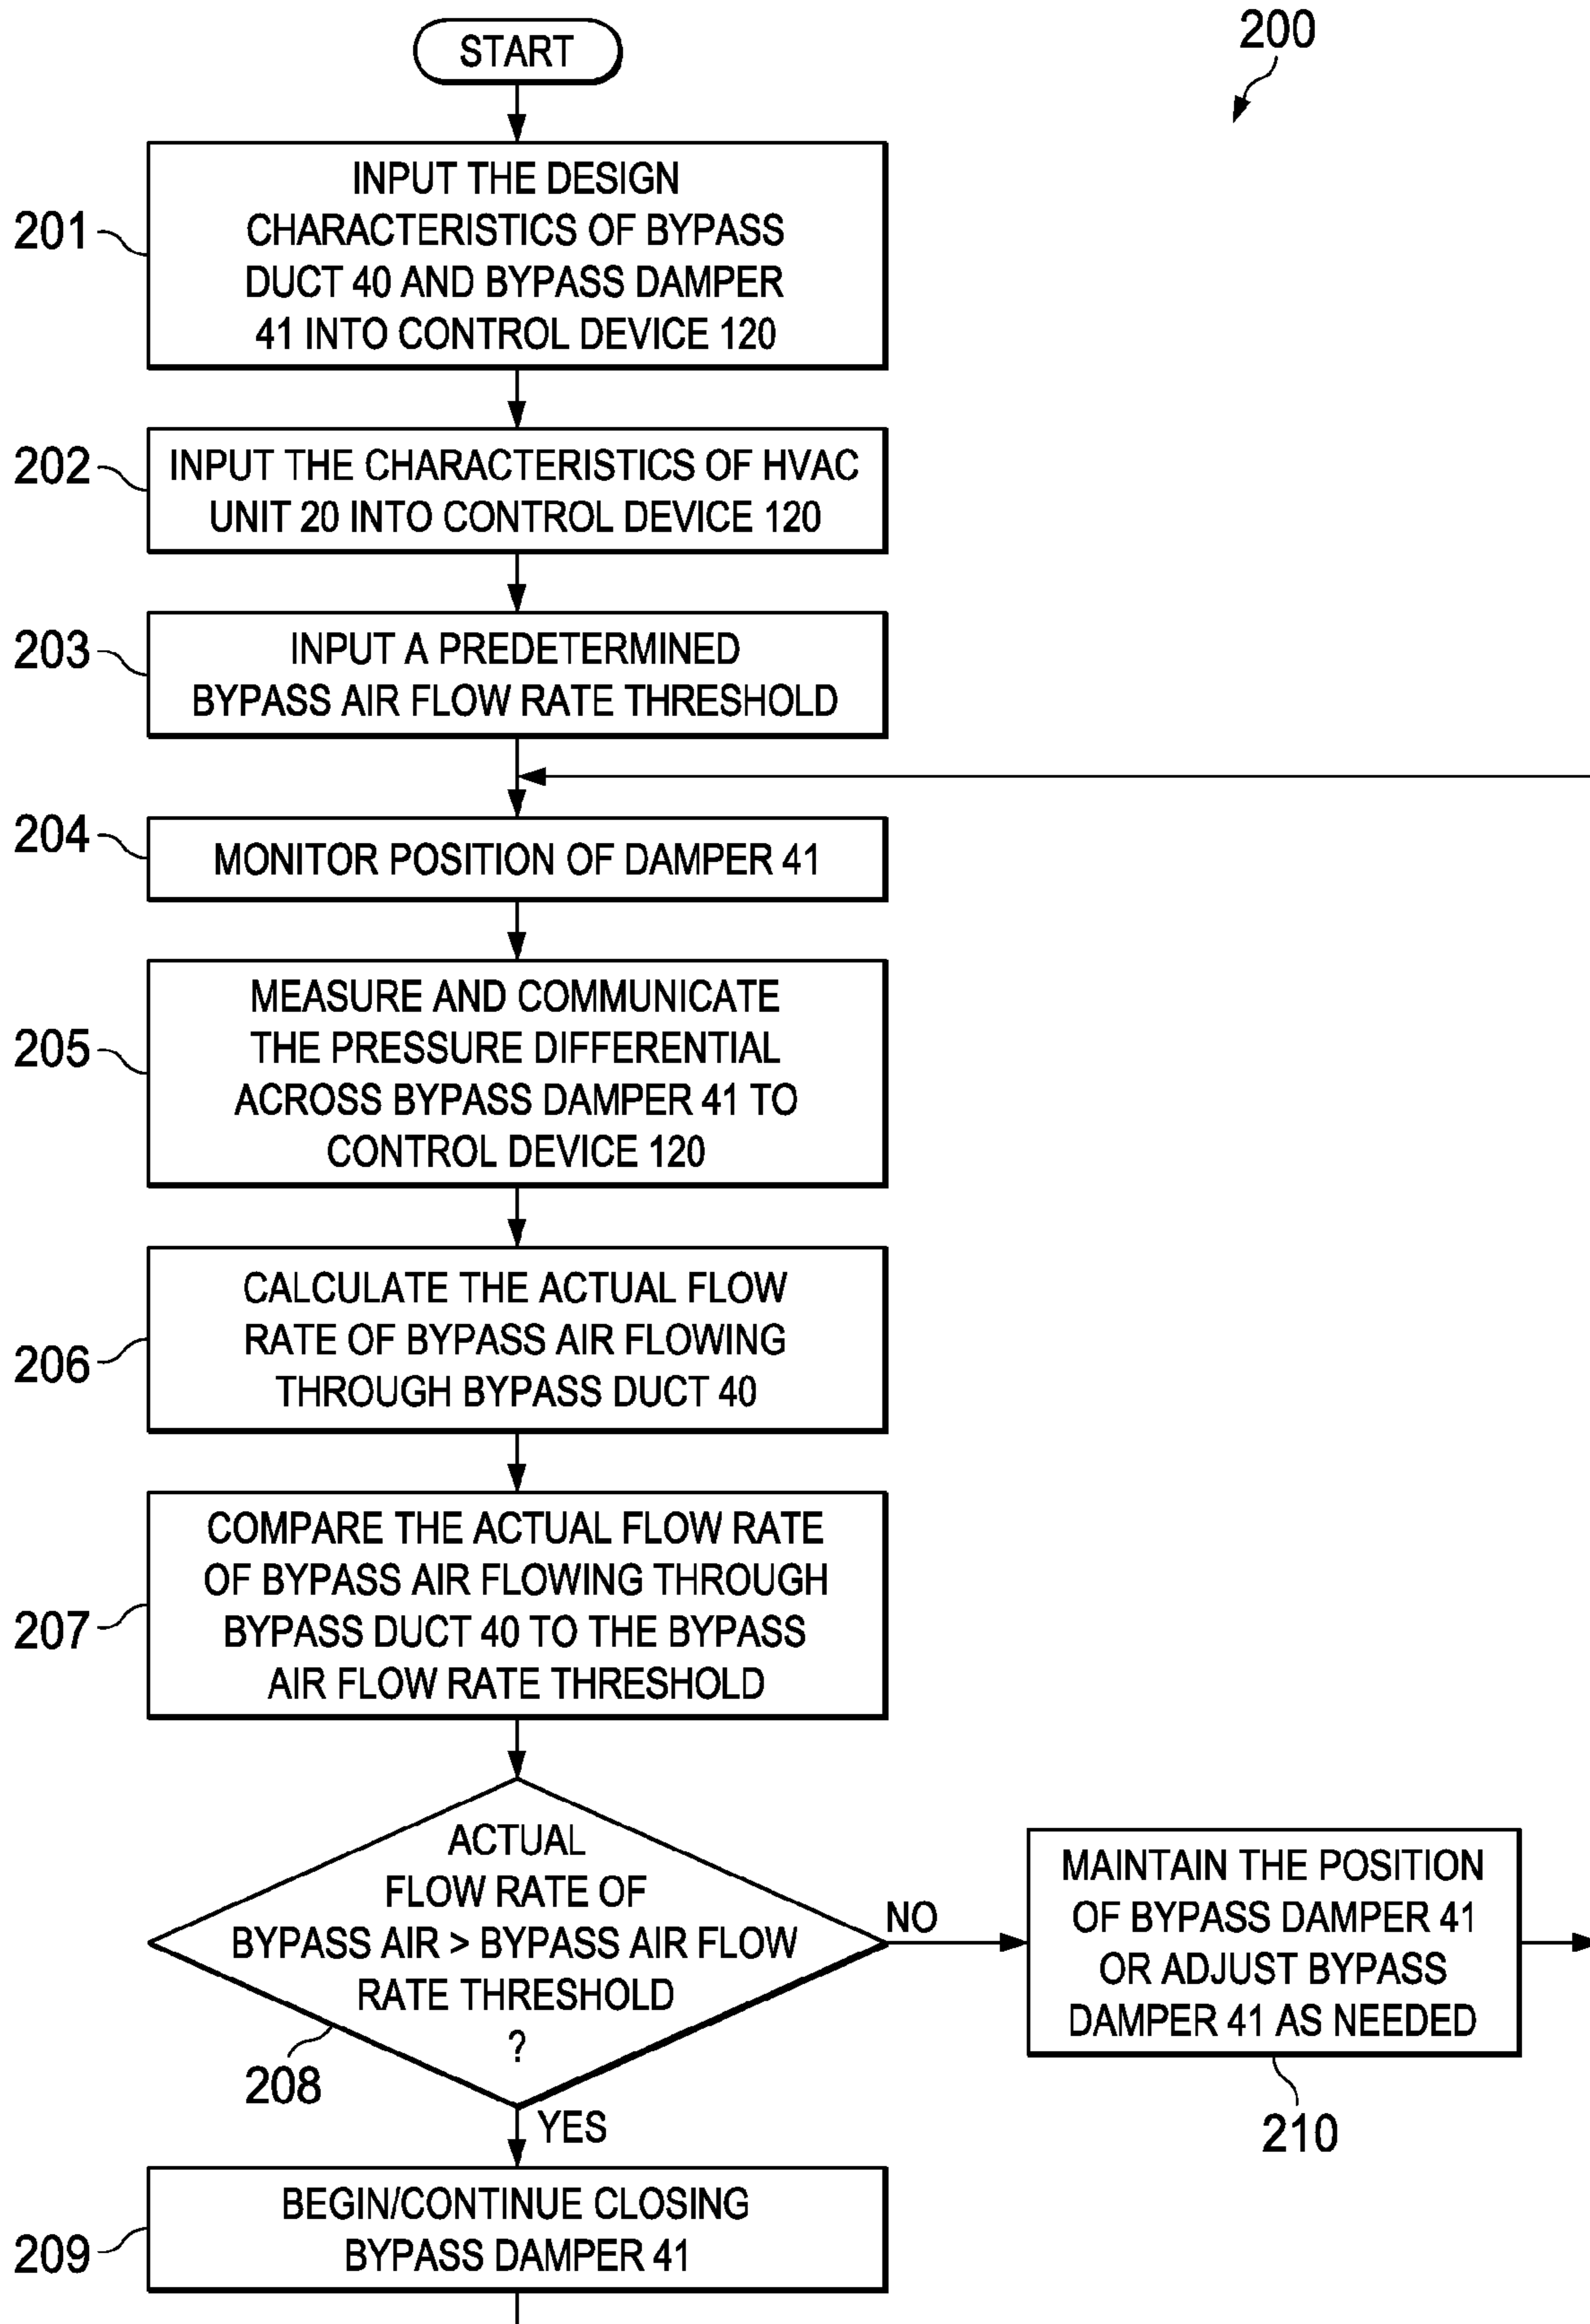 START
200
201
INPUT THE DESIGN
CHARACTERISTICS OF BYPASS
DUCT 40 AND BYPASS DAMPER
41 INTO CONTROL DEVICE 120
202
INPUT THE CHARACTERISTICS OF HVAC
UNIT 20 INTO CONTROL DEVICE 120
203
INPUT A PREDETERMINED
BYPASS AIR FLOW RATE THRESHOLD
204
MONITOR POSITION OF DAMPER 41
205
MEASURE AND COMMUNICATE
THE PRESSURE DIFFERENTIAL
ACROSS BYPASS DAMPER 41 TO
CONTROL DEVICE 120
206
CALCULATE THE ACTUAL FLOW
RATE OF BYPASS AIR FLOWING
THROUGH BYPASS DUCT 40
207
COMPARE THE ACTUAL FLOW RATE
OF BYPASS AIR FLOWING THROUGH
BYPASS DUCT 40 TO THE BYPASS
AIR FLOW RATE THRESHOLD
ACTUAL
FLOW RATE OF
BYPASS AIR > BYPASS AIR FLOW
RATE THRESHOLD
?
208
NO
MAINTAIN THE POSITION
OF BYPASS DAMPER 41
OR ADJUST BYPASS
DAMPER 41 AS NEEDED
210
YES
209
BEGIN/CONTINUE CLOSING
BYPASS DAMPER 41